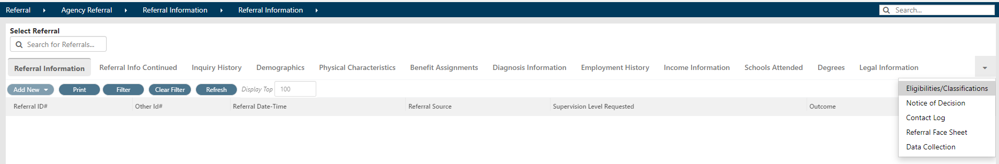 Referral Agency Referral Referral Information Referral Information Search...
Select Referral
Search for Referrals...
Referral Information Referral Info Continued Inquiry History Demographics Physical Characteristics Benefit Assignments Diagnosis Information Employment History Income Information Schools Attended Degrees Legal Information
Add New Print Filter Clear Filter Refresh Display Top 100
Referral ID# Other Id# Referral Date-Time Referral Source Supervision Level Requested Outcome
Eligibilities/Classifications
Notice of Decision
Contact Log
Referral Face Sheet
Data Collection